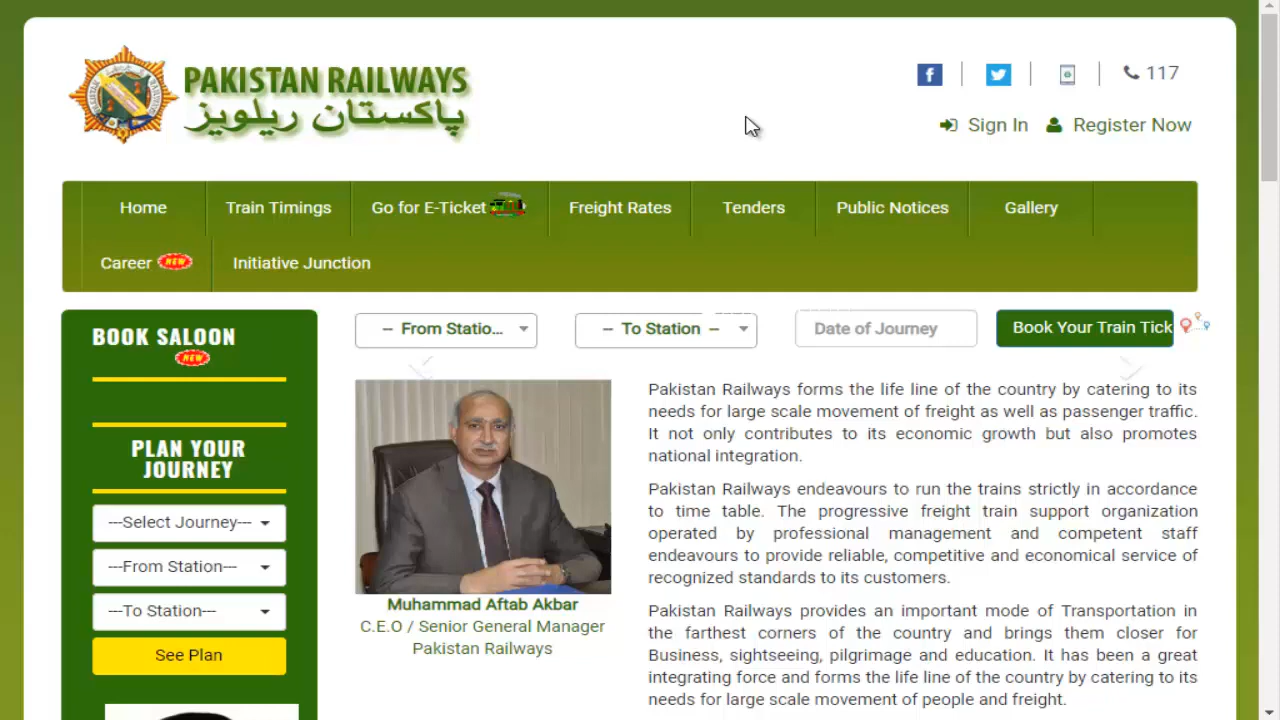 PAKISTAN RAILWAYS
پاکستان ریلویز
117
Sign In
Register Now
Home
Train Timings
Go for E-Ticket
Freight Rates
Tenders
Public Notices
Gallery
Career NEW
Initiative Junction
BOOK SALOON
NEW
PLAN YOUR
JOURNEY
---Select Journey---
---From Station---
---To Station---
See Plan
-- From Statio...
-- To Station --
Date of Journey
Book Your Train Tick
Muhammad Aftab Akbar
C.E.O / Senior General Manager
Pakistan Railways
Pakistan Railways forms the life line of the country by catering to its
needs for large scale movement of freight as well as passenger traffic.
It not only contributes to its economic growth but also promotes
national integration.
Pakistan Railways endeavours to run the trains strictly in accordance
to time table. The progressive freight train support organization
operated by professional management and competent staff
endeavours to provide reliable, competitive and economical service of
recognized standards to its customers.
Pakistan Railways provides an important mode of Transportation in
the farthest corners of the country and brings them closer for
Business, sightseeing, pilgrimage and education. It has been a great
integrating force and forms the life line of the country by catering to its
needs for large scale movement of people and freight.